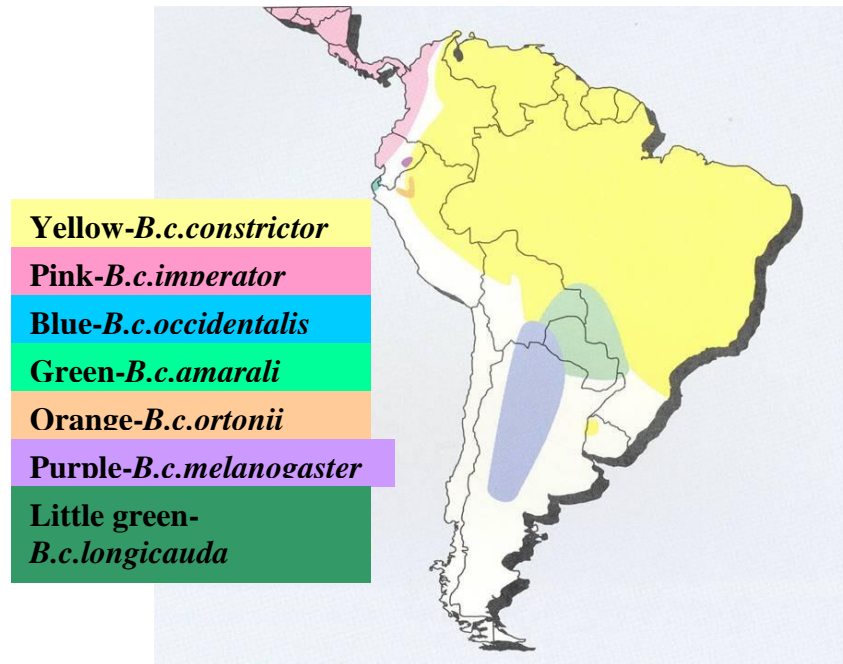 Yellow-B.c.constrictor
Pink-B.c.imperator
Blue-B.c.occidentalis
Green-B.c.amarali
Orange-B.c.ortonii
Purple-B.c.melanogaster
Little green-
B.c.longicauda